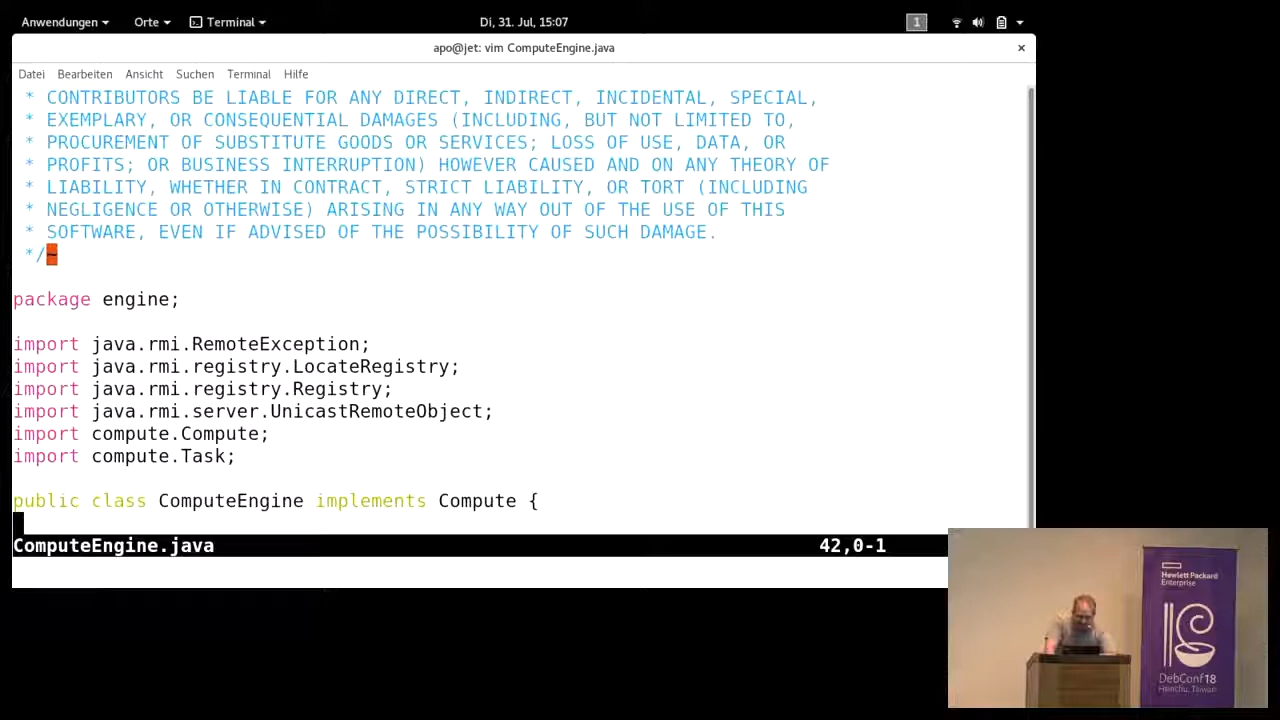 Anwendungen Orte Terminal Di, 31. Jul, 15:07 1
apo@jet: vim ComputeEngine.java ×
Datei Bearbeiten Ansicht Suchen Terminal Hilfe
* CONTRIBUTORS BE LIABLE FOR ANY DIRECT, INDIRECT, INCIDENTAL, SPECIAL,
* EXEMPLARY, OR CONSEQUENTIAL DAMAGES (INCLUDING, BUT NOT LIMITED TO,
* PROCUREMENT OF SUBSTITUTE GOODS OR SERVICES; LOSS OF USE, DATA, OR
* PROFITS; OR BUSINESS INTERRUPTION) HOWEVER CAUSED AND ON ANY THEORY OF
* LIABILITY, WHETHER IN CONTRACT, STRICT LIABILITY, OR TORT (INCLUDING
* NEGLIGENCE OR OTHERWISE) ARISING IN ANY WAY OUT OF THE USE OF THIS
* SOFTWARE, EVEN IF ADVISED OF THE POSSIBILITY OF SUCH DAMAGE.
*/~
package engine;
import java.rmi.RemoteException;
import java.rmi.registry.LocateRegistry;
import java.rmi.registry.Registry;
import java.rmi.server.UnicastRemoteObject;
import compute.Compute;
import compute.Task;
public class ComputeEngine implements Compute {
ComputeEngine.java 42,0-1
Hewlett Packard
Enterprise
DebConf18
Hsinchu, Taiwan